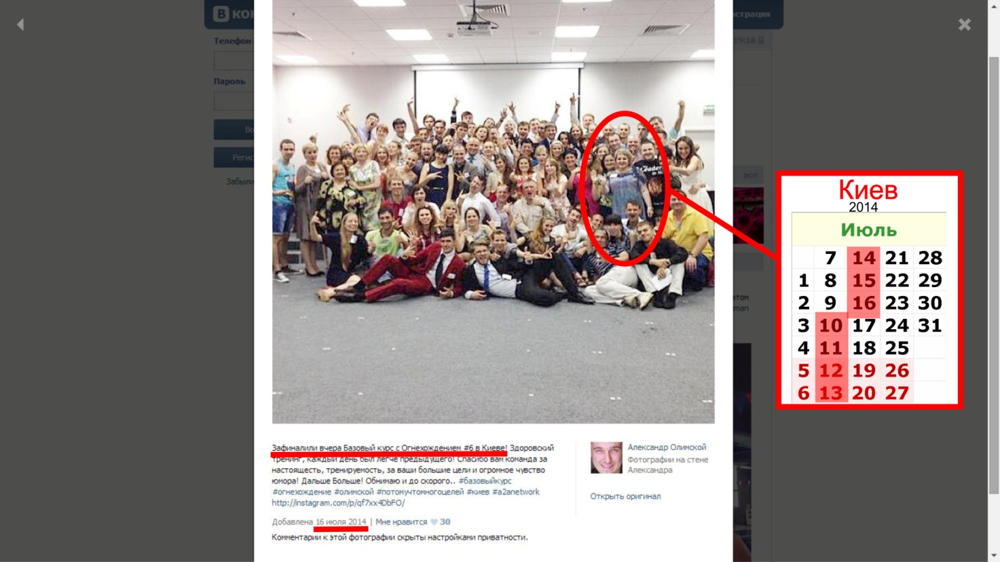 В КО
страция
Телефон
19:18
Пароль
Во
Регис
Забыли
все
Leader
этом
man
Киев
2014
Июль
7 14 21 28
1 8 15 22 29
2 9 16 23 30
3 10 17 24 31
4 11 18 25
5 12 19 26
6 13 20 27
Зафиналили вчера Базовый курс с Огнехождением #6 в Киеве! Здоровский
тренинг, каждый день был легче предыдущего! Спасибо вам команда за
настоящесть, тренируемость, за ваши большие цели и огромное чувство
юмора! Дальше Больше! Обнимаю и до скорого.. #базовыйкурс
#огнехождение #олимской #потомучтомногоцелей #киев #a2anetwork
http://instagram.com/p/qf7xx4DbFO/
Добавлена 16 июля 2014 | Мне нравится 30
Комментарии к этой фотографии скрыты настройками приватности.
Александр Олимской
Фотографии на стене
Александра
Открыть оригинал